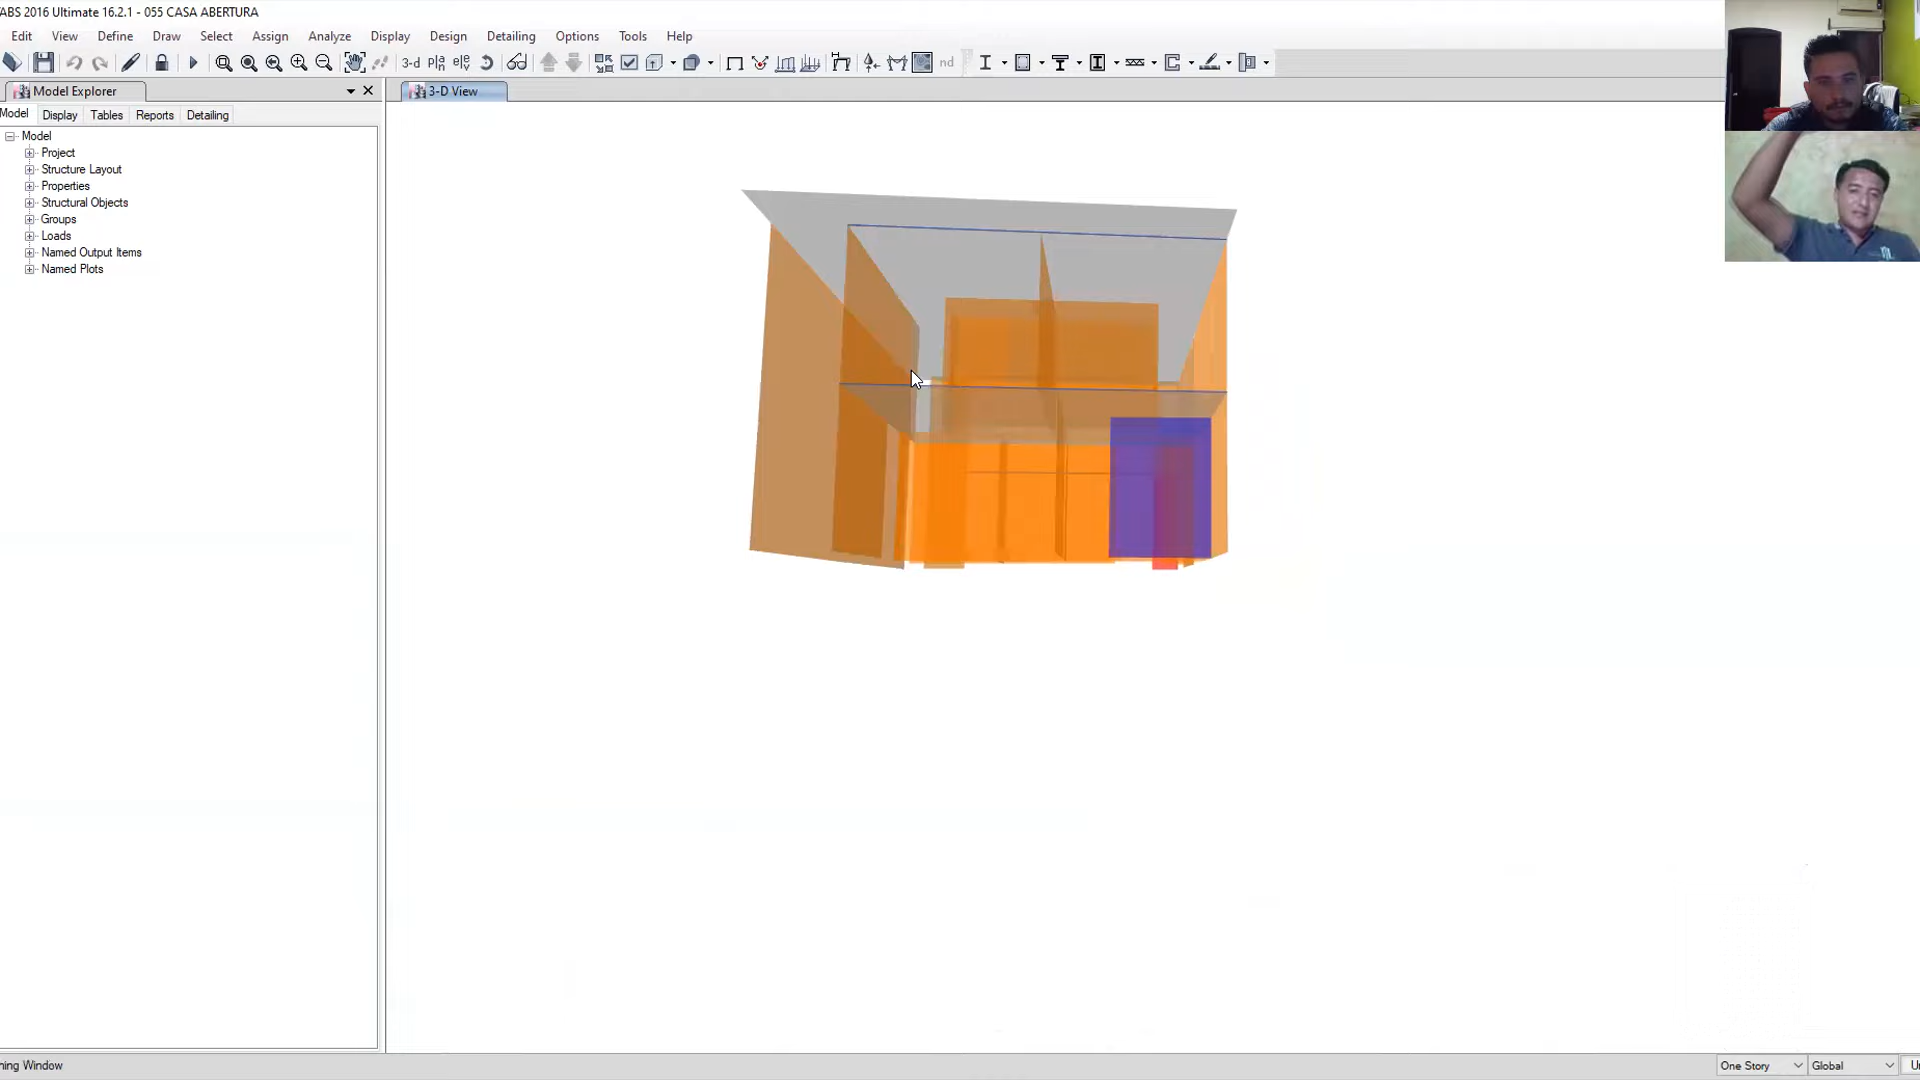 TABS 2016 Ultimate 16.2.1 - 055 CASA ABERTURA
Edit View Define Draw Select Assign Analyze Display Design Detailing Options Tools Help
3-d nd
Model Explorer
3-D View
Model Display Tables Reports Detailing
Model
Project
Structure Layout
Properties
Structural Objects
Groups
Loads
Named Output Items
Named Plots
ning Window
One Story Global